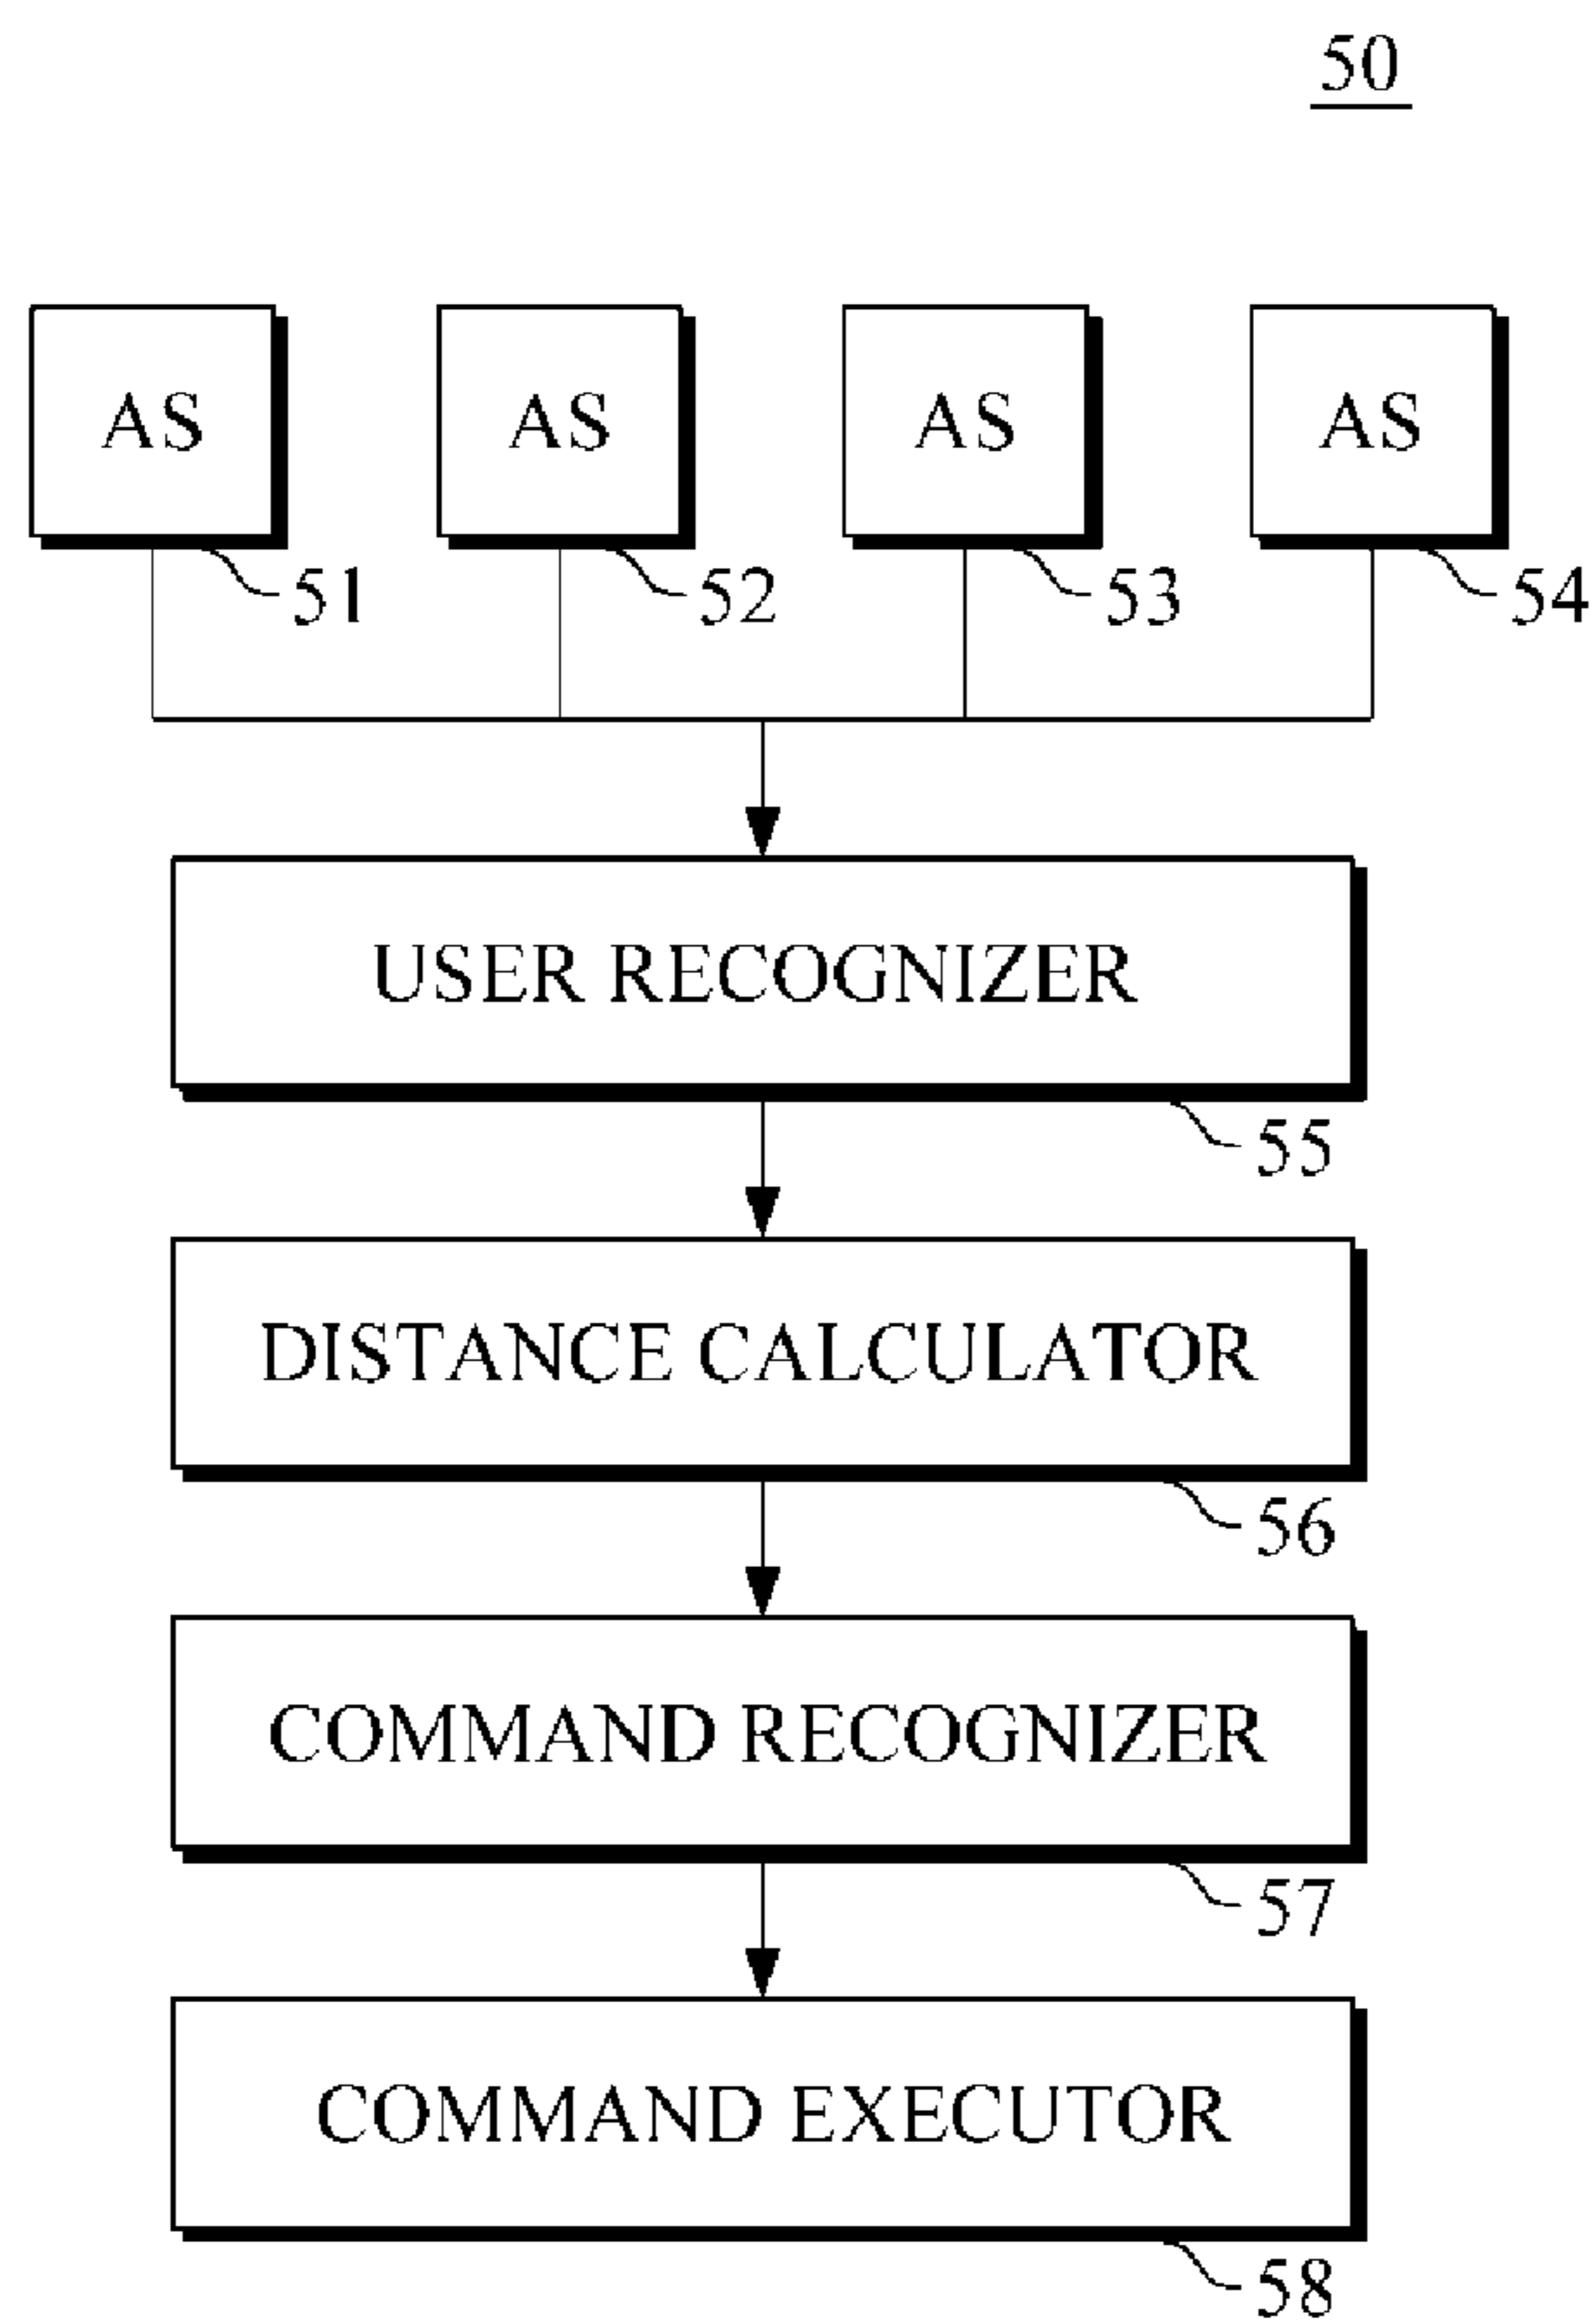 50
AS AS AS AS
51 52 53 54
USER RECOGNIZER
55
DISTANCE CALCULATOR
56
COMMAND RECOGNIZER
57
COMMAND EXECUTOR
58